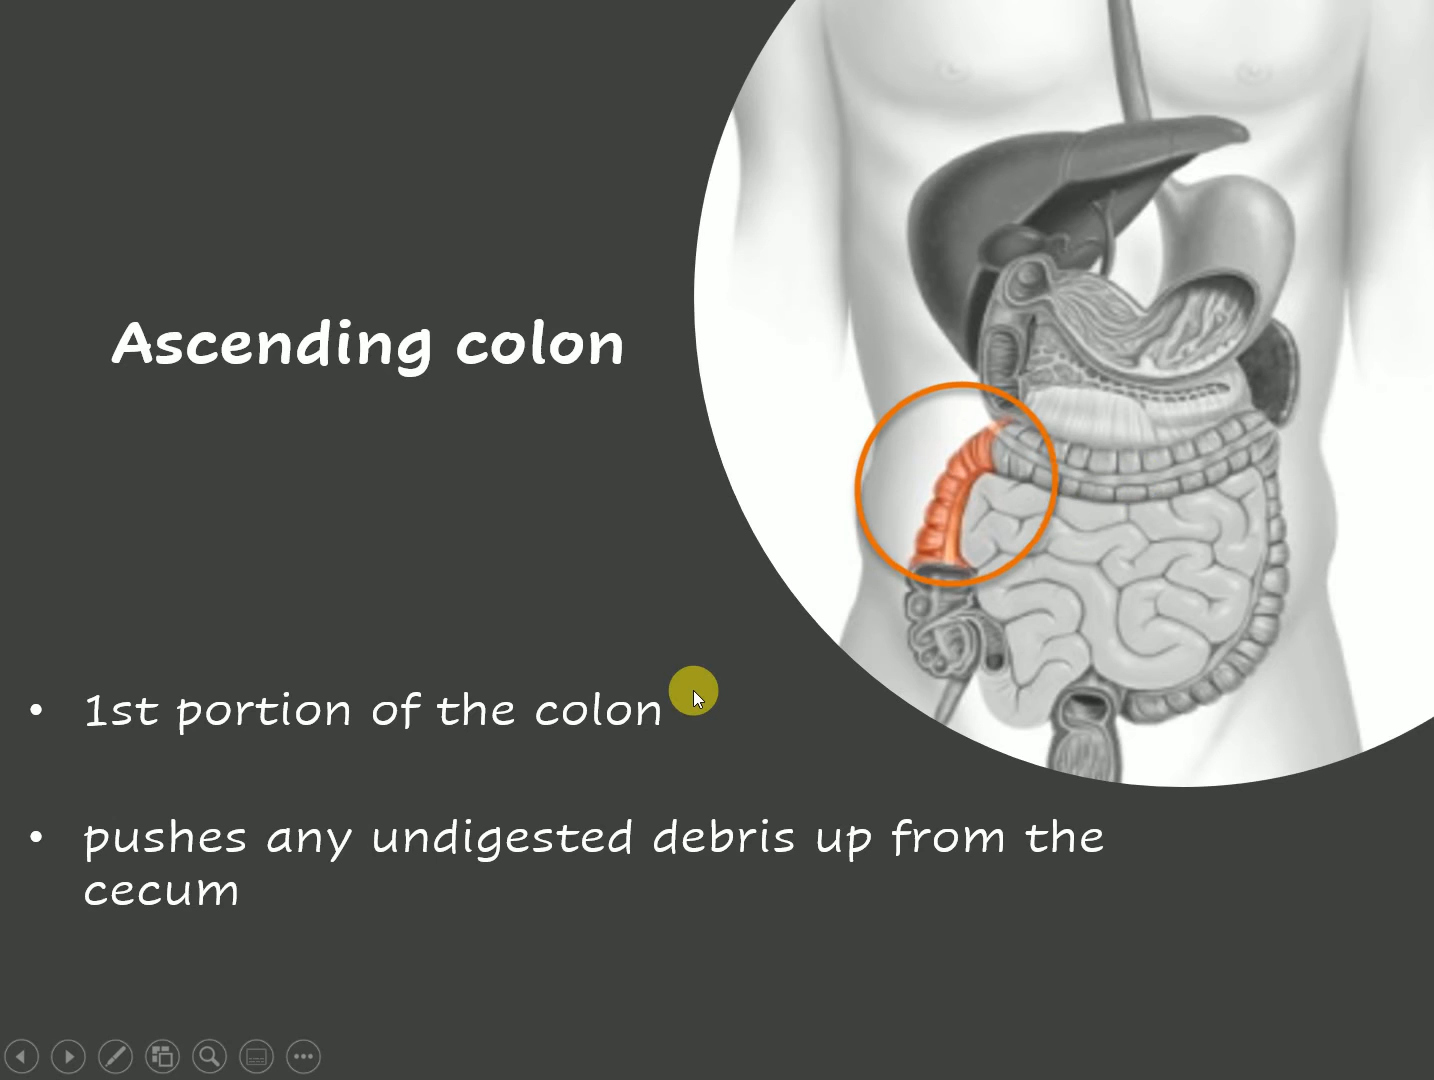 Ascending colon
• 1st portion of the colon
• pushes any undigested debris up from the
cecum